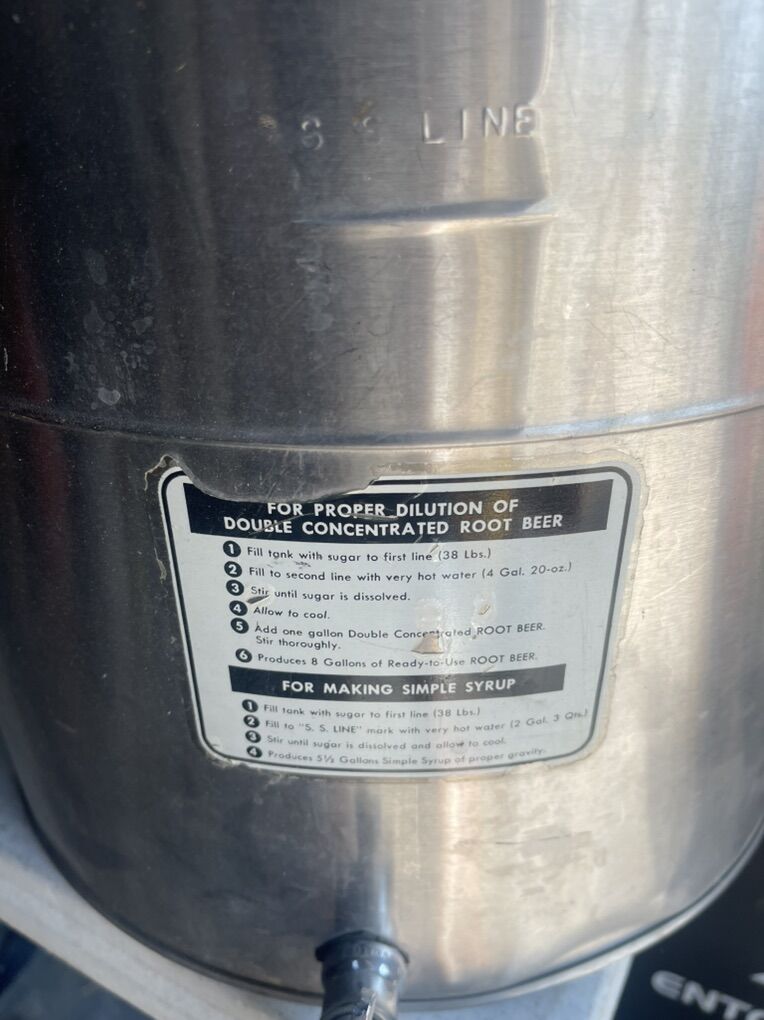 S S LINE
FOR PROPER DILUTION OF
DOUBLE CONCENTRATED ROOT BEER
1 Fill tank with sugar to first line (38 Lbs.)
2 Fill to second line with very hot water (4 Gal. 20-oz.)
3 Stir until sugar is dissolved.
4 Allow to cool.
5 Add one gallon Double Concentrated ROOT BEER.
Stir thoroughly.
6 Produces 8 Gallons of Ready-to-Use ROOT BEER.
FOR MAKING SIMPLE SYRUP
1 Fill tank with sugar to first line (38 Lbs.)
2 Fill to "S. S. LINE" mark with very hot water (2 Gal. 3 Qts.)
3 Stir until sugar is dissolved and allow to cool.
4 Produces 5½ Gallons Simple Syrup of proper gravity.